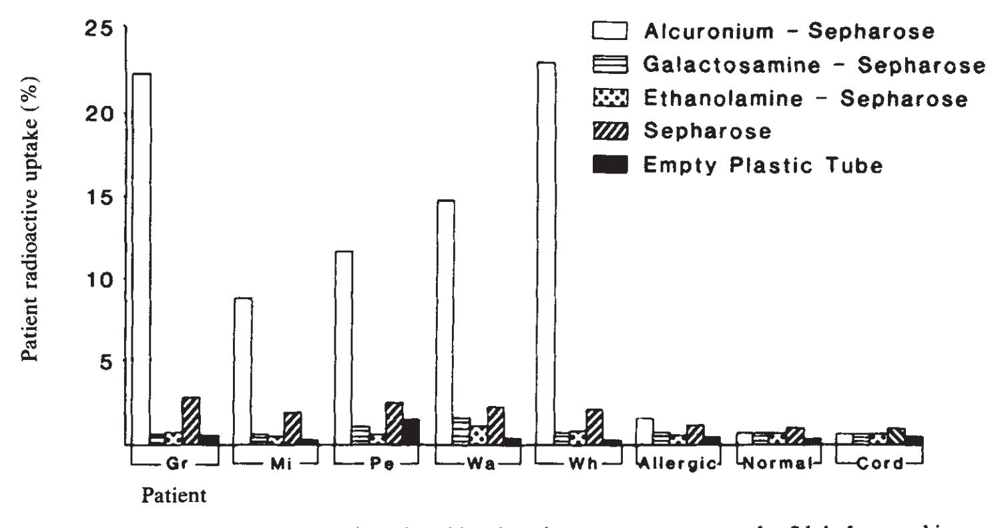 25
20
15
10
5
Patient radioactive uptake (%)
Alcuronium – Sepharose
Galactosamine – Sepharose
Ethanolamine – Sepharose
Sepharose
Empty Plastic Tube
Gr Mi Pe Wa Wh Allergic Normal Cord
Patient